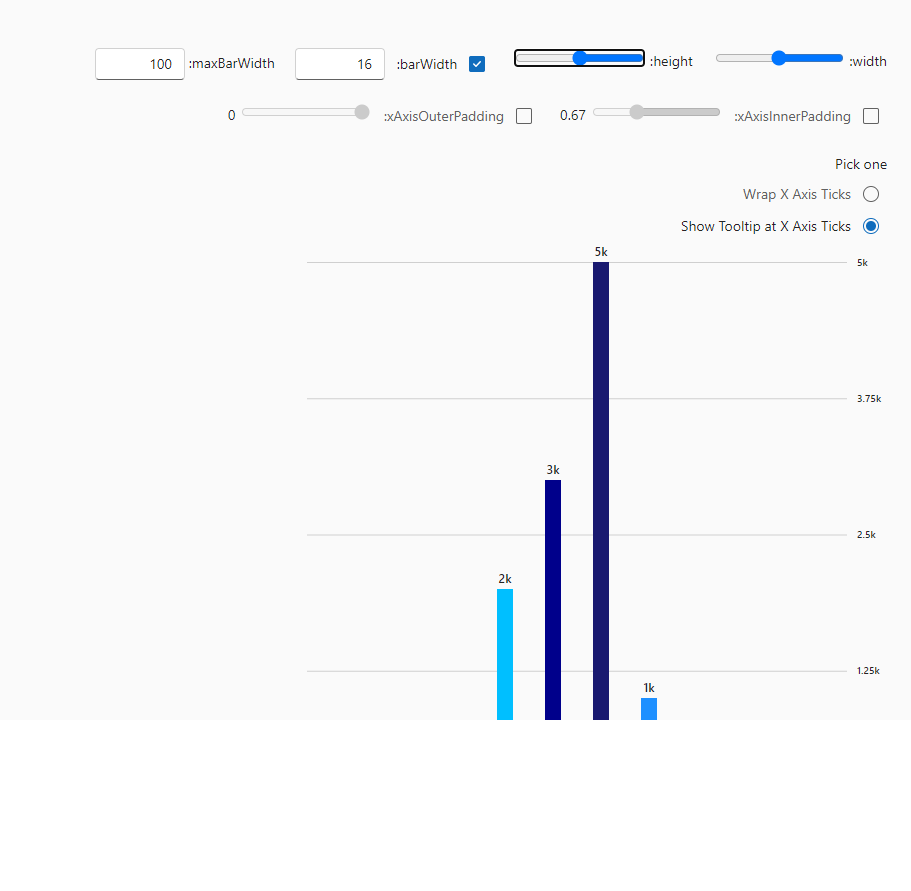 width:
height:
barWidth:
16
maxBarWidth:
100
xAxisInnerPadding:
0.67
xAxisOuterPadding:
0
Pick one
Wrap X Axis Ticks
Show Tooltip at X Axis Ticks
5k
5k
3.75k
3k
2.5k
2k
1.25k
1k